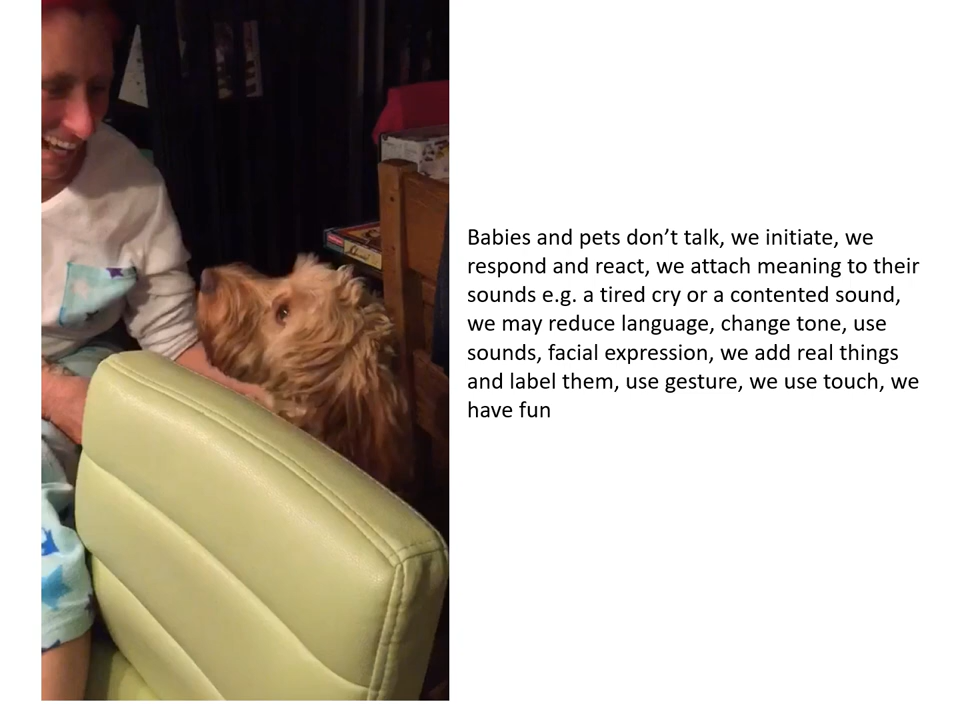 Babies and pets don’t talk, we initiate, we
respond and react, we attach meaning to their
sounds e.g. a tired cry or a contented sound,
we may reduce language, change tone, use
sounds, facial expression, we add real things
and label them, use gesture, we use touch, we
have fun